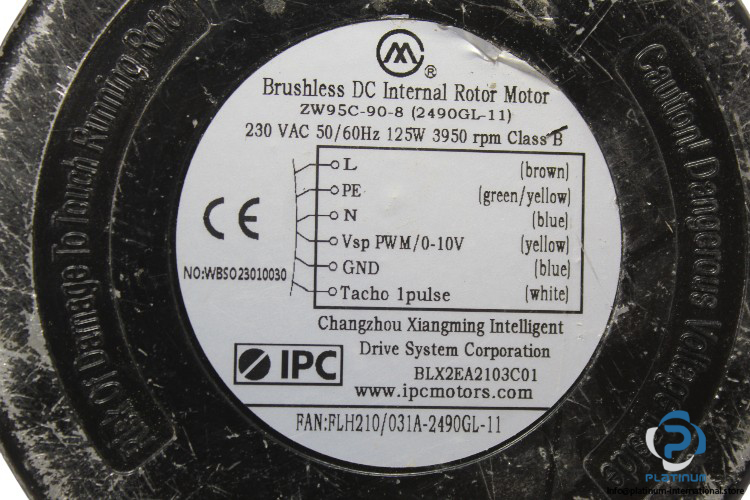 ®
Brushless DC Internal Rotor Motor
ZW95C-90-8 (2490GL-11)
230 VAC 50/60Hz 125W 3950 rpm Class B
L (brown)
PE (green/yellow)
N (blue)
Vsp PWM/0-10V (yellow)
GND (blue)
Tacho 1pulse (white)
CE
NO:WBS023010030
Changzhou Xiangming Intelligent
Drive System Corporation
IPC
BLX2EA2103C01
www.ipcmotors.com
FAN:FLH210/031A-2490GL-11
Risk Of Damage To Touch Running Rotor
Caution! Dangerous Voltage
PLATINUM